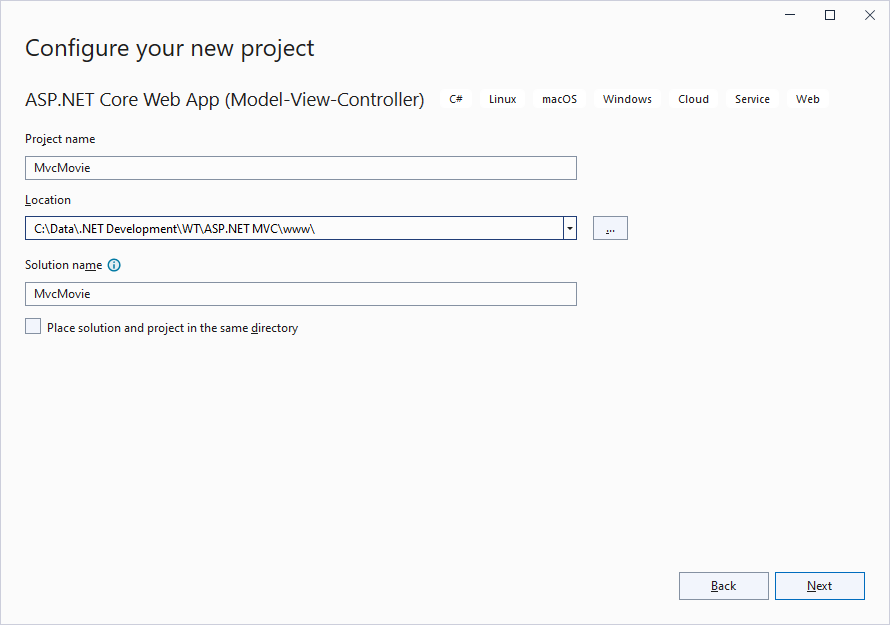 Configure your new project
ASP.NET Core Web App (Model-View-Controller) C# Linux macOS Windows Cloud Service Web
Project name
MvcMovie
Location
C:\Data\.NET Development\WT\ASP.NET MVC\www\
...
Solution name
MvcMovie
Place solution and project in the same directory
Back Next